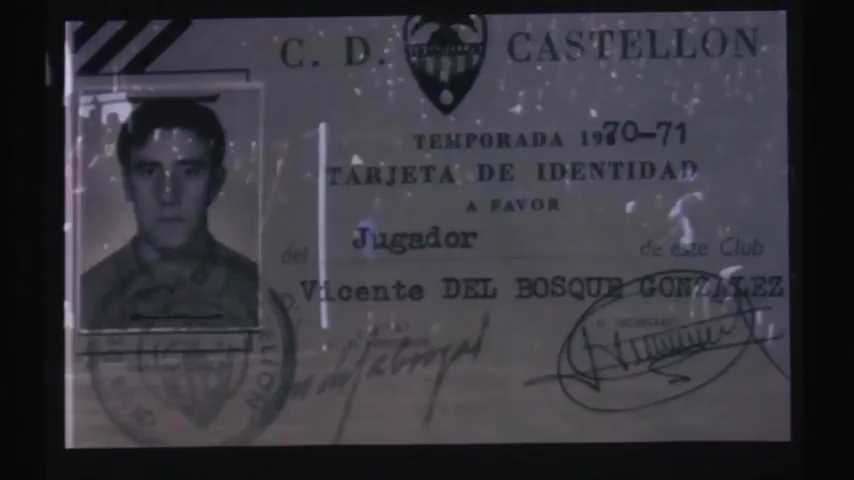 C. D. CASTELLON
TEMPORADA 1970-71
TARJETA DE IDENTIDAD
A FAVOR
del Jugador de este Club
D. Vicente DEL BOSQUE GONZALEZ